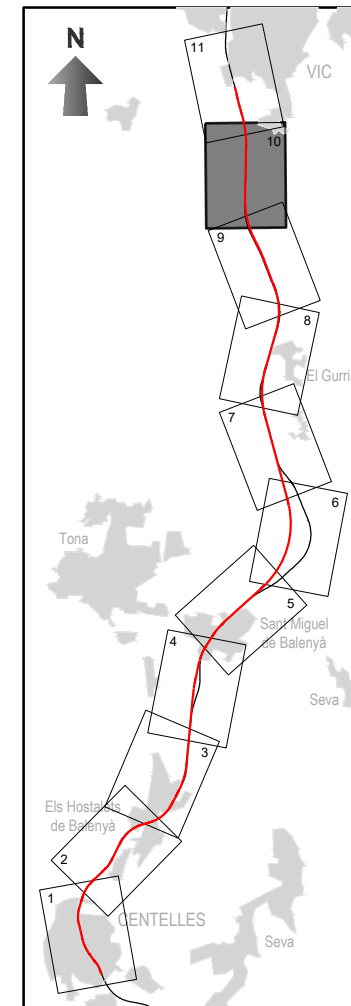 11
N
VIC
10
9
8
El Gurri
7
6
Tona
5
Sant Miguel
de Balenyà
4
Seva
3
Els Hostalets
de Balenyà
2
1
CENTELLES
Seva